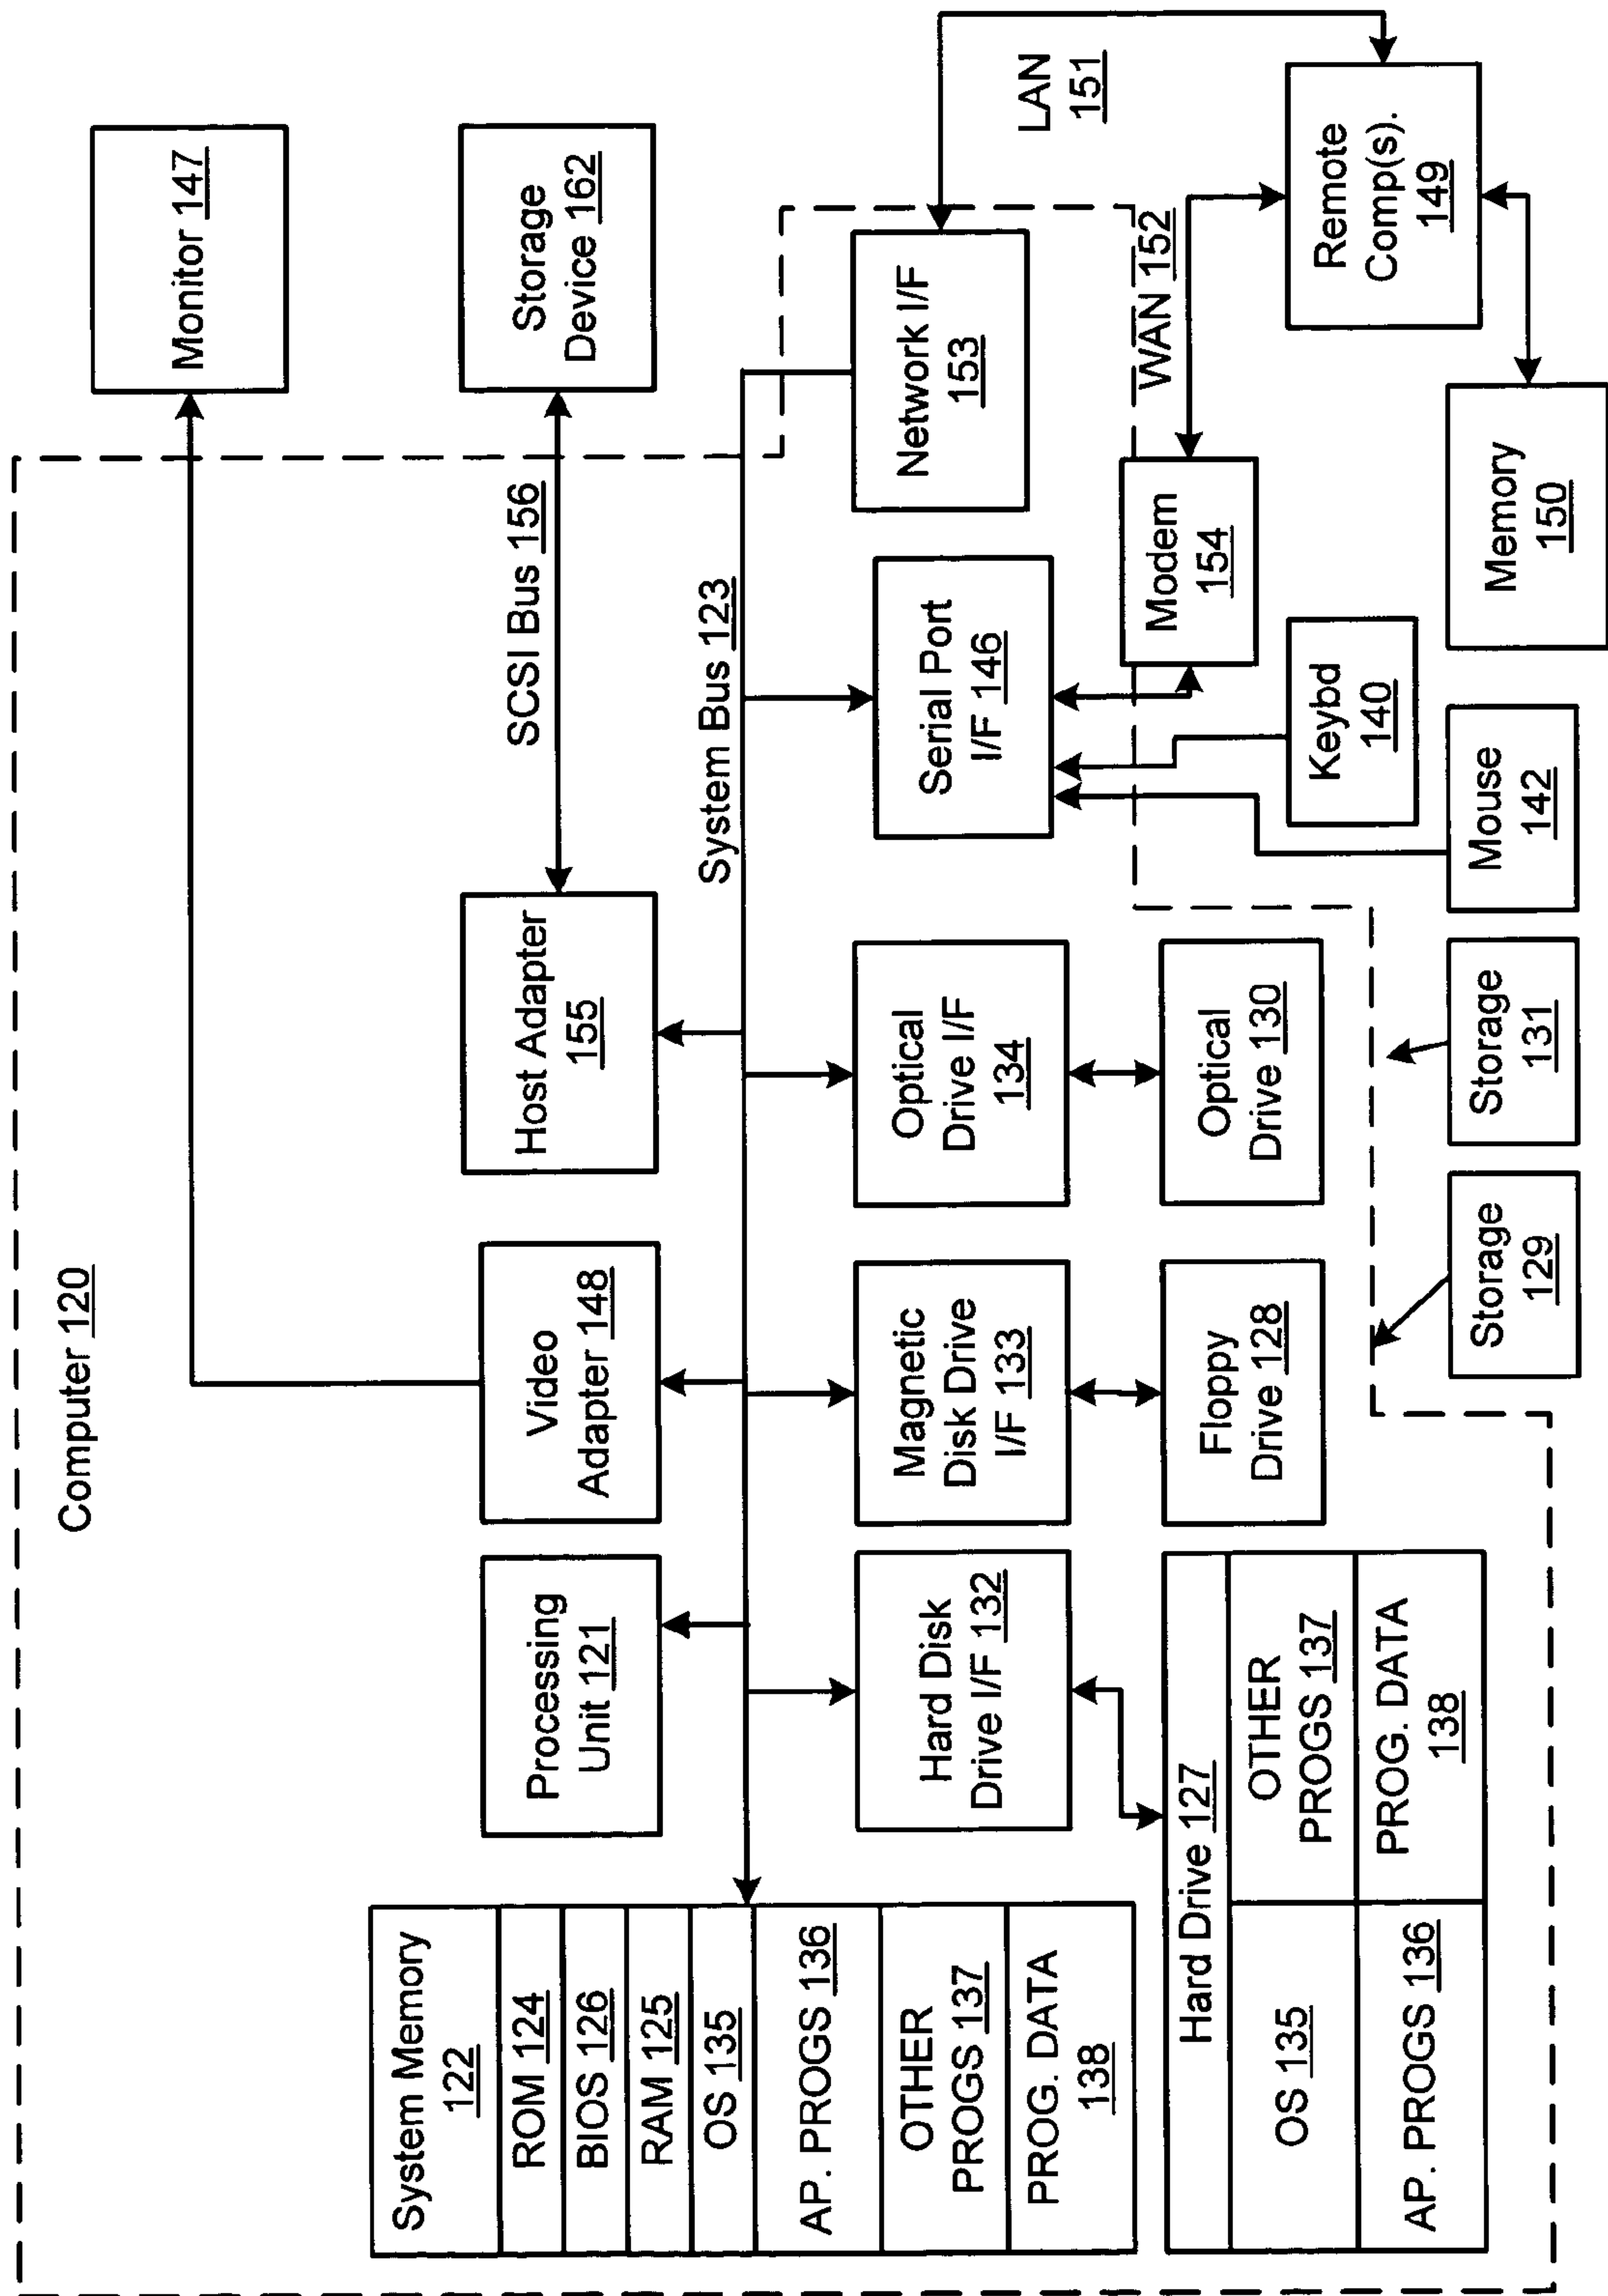 Computer 120
Monitor 147
Storage
Device 162
SCSI Bus 156
Host Adapter
155
Video
Adapter 148
Processing
Unit 121
System Memory
122
ROM 124
BIOS 126
RAM 125
OS 135
AP. PROGS 136
OTHER
PROGS 137
PROG. DATA
138
System Bus 123
Hard Disk
Drive I/F 132
Magnetic
Disk Drive
I/F 133
Optical
Drive I/F
134
Serial Port
I/F 146
Network I/F
153
LAN
151
Hard Drive 127
OS 135
OTHER
PROGS 137
AP. PROGS 136
PROG. DATA
138
Floppy
Drive 128
Optical
Drive 130
Modem
154
WAN 152
Remote
Comp(s).
149
Storage
129
Storage
131
Mouse
142
Keybd
140
Memory
150